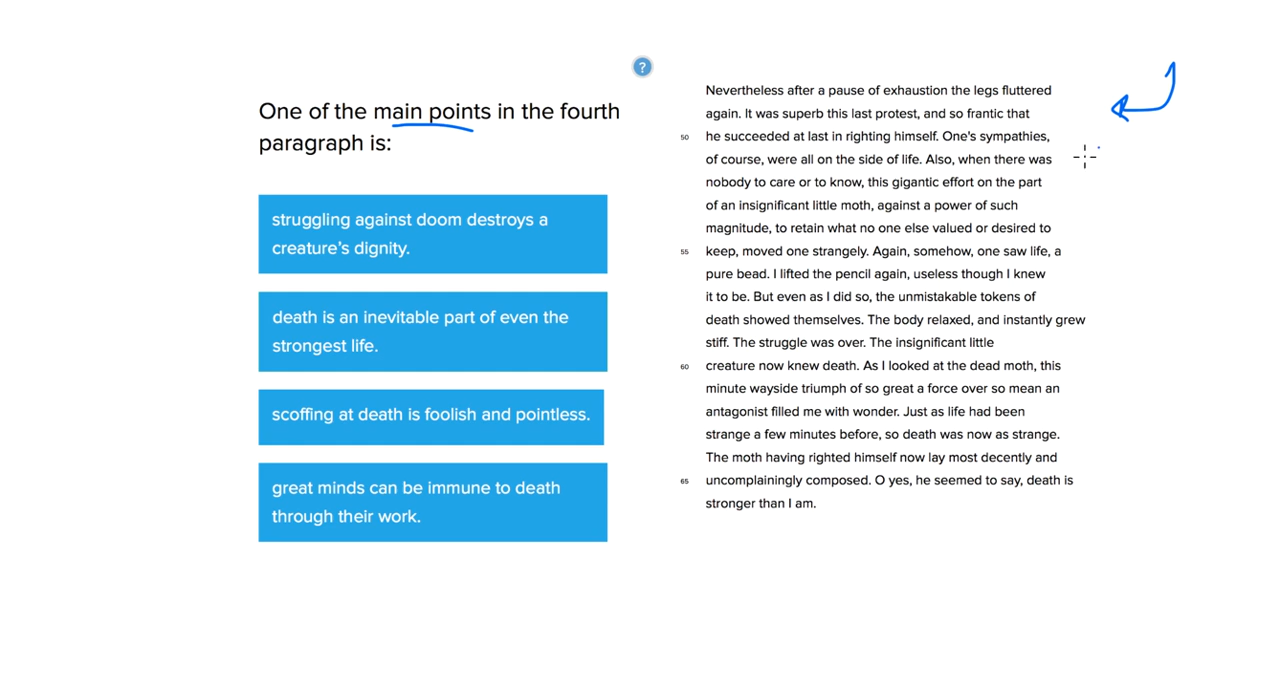 ?
One of the main points in the fourth
paragraph is:
struggling against doom destroys a
creature's dignity.
death is an inevitable part of even the
strongest life.
scoffing at death is foolish and pointless.
great minds can be immune to death
through their work.
Nevertheless after a pause of exhaustion the legs fluttered
again. It was superb this last protest, and so frantic that
50 he succeeded at last in righting himself. One's sympathies,
of course, were all on the side of life. Also, when there was
nobody to care or to know, this gigantic effort on the part
of an insignificant little moth, against a power of such
magnitude, to retain what no one else valued or desired to
55 keep, moved one strangely. Again, somehow, one saw life, a
pure bead. I lifted the pencil again, useless though I knew
it to be. But even as I did so, the unmistakable tokens of
death showed themselves. The body relaxed, and instantly grew
stiff. The struggle was over. The insignificant little
60 creature now knew death. As I looked at the dead moth, this
minute wayside triumph of so great a force over so mean an
antagonist filled me with wonder. Just as life had been
strange a few minutes before, so death was now as strange.
The moth having righted himself now lay most decently and
65 uncomplainingly composed. O yes, he seemed to say, death is
stronger than I am.